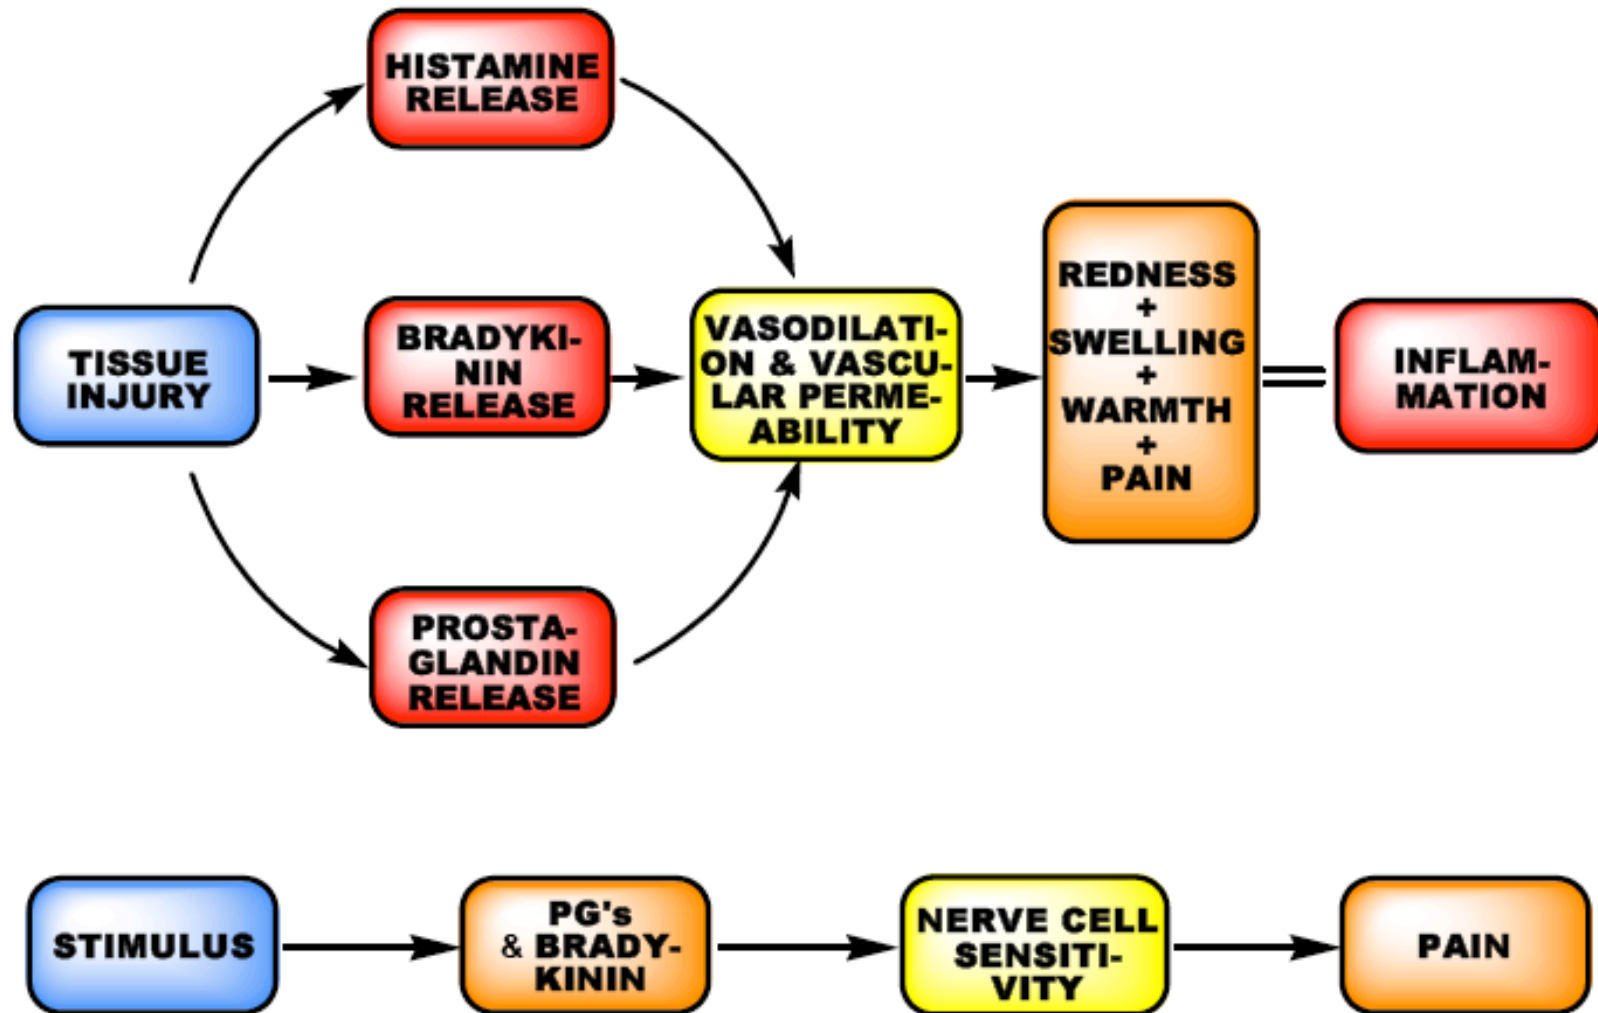 HISTAMINE
RELEASE
TISSUE
INJURY
BRADYKI-
NIN
RELEASE
PROSTA-
GLANDIN
RELEASE
VASODILATI-
ON & VASCU-
LAR PERME-
ABILITY
REDNESS
+
SWELLING
+
WARMTH
+
PAIN
INFLAM-
MATION
STIMULUS
PG's
& BRADY-
KININ
NERVE CELL
SENSITI-
VITY
PAIN